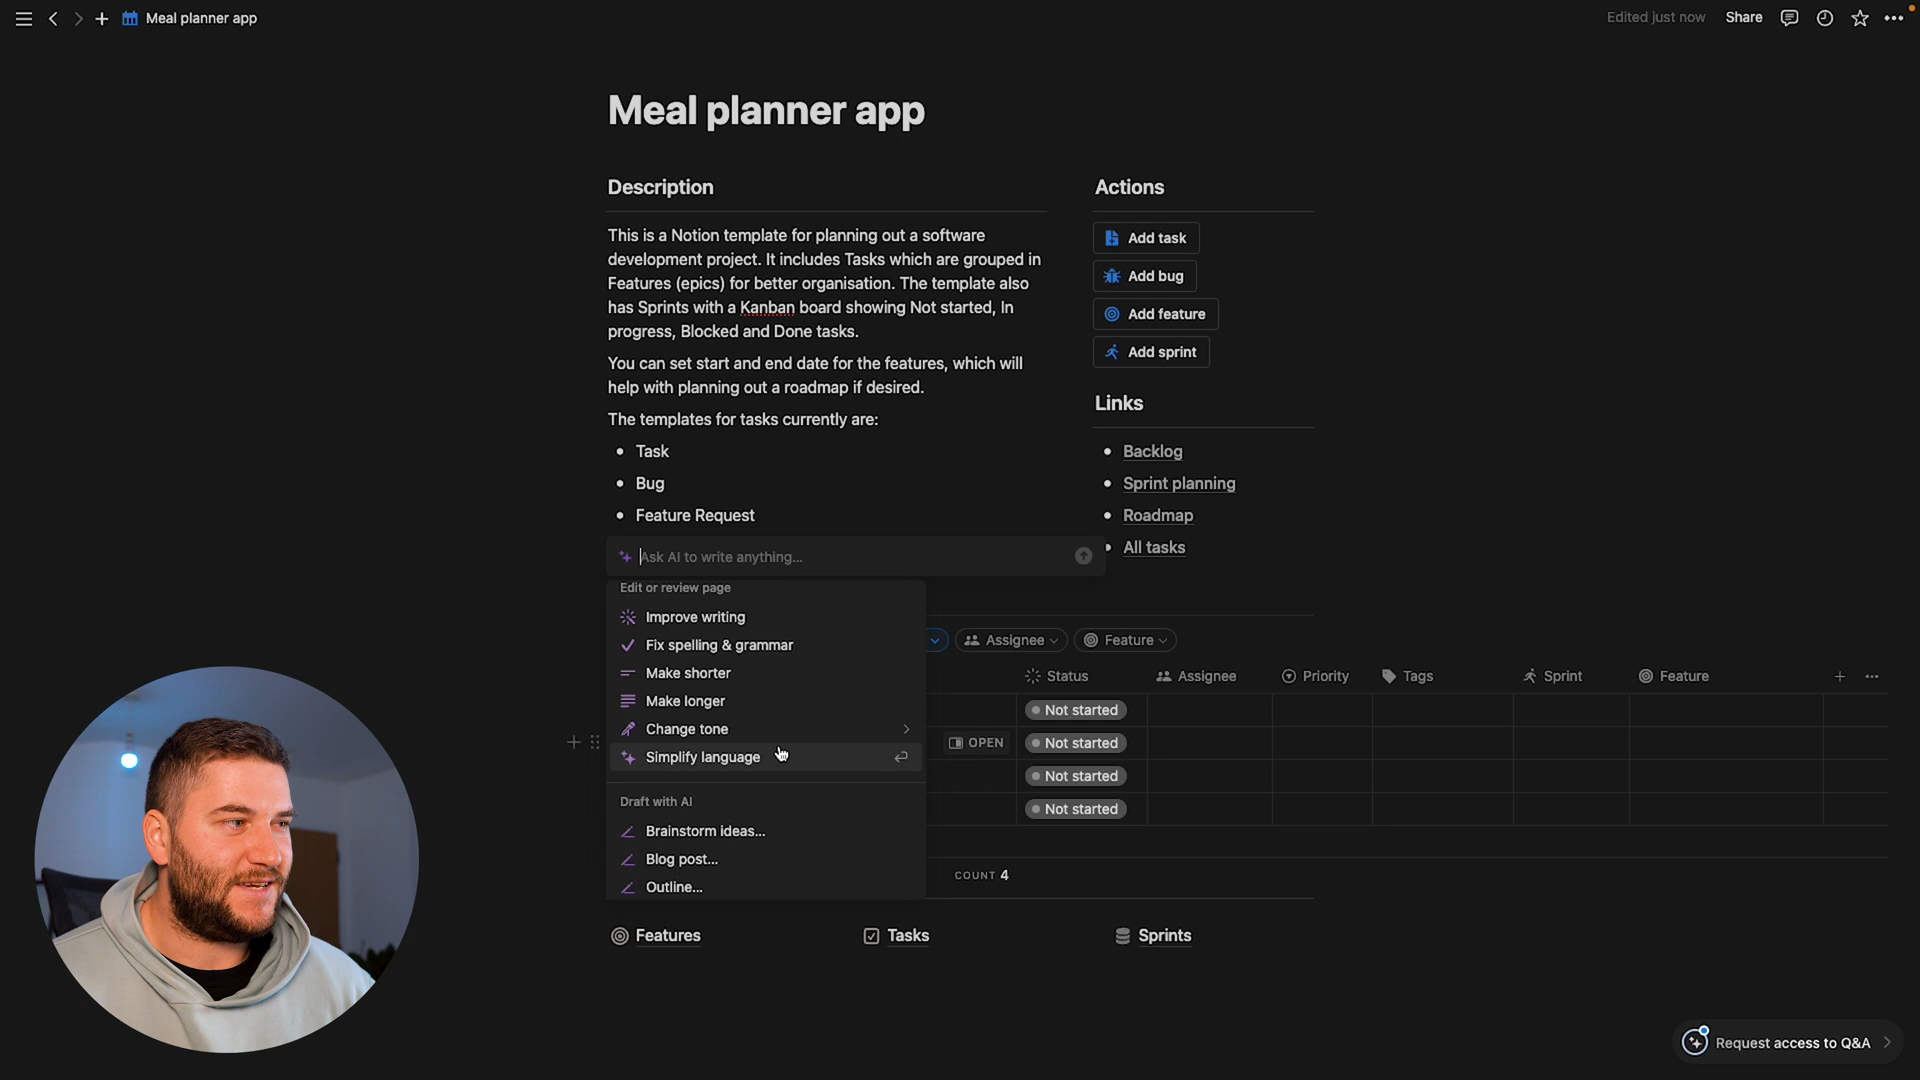 Meal planner app
Edited just now
Share
Meal planner app
Description
This is a Notion template for planning out a software
development project. It includes Tasks which are grouped in
Features (epics) for better organisation. The template also
has Sprints with a Kanban board showing Not started, In
progress, Blocked and Done tasks.
You can set start and end date for the features, which will
help with planning out a roadmap if desired.
The templates for tasks currently are:
Task
Bug
Feature Request
Actions
Add task
Add bug
Add feature
Add sprint
Links
Backlog
Sprint planning
Roadmap
All tasks
Ask AI to write anything...
Edit or review page
Improve writing
Fix spelling & grammar
Make shorter
Make longer
Change tone
Simplify language
Draft with AI
Brainstorm ideas...
Blog post...
Outline...
Assignee
Feature
Status
Assignee
Priority
Tags
Sprint
Feature
Not started
OPEN
Not started
Not started
Not started
COUNT 4
Features
Tasks
Sprints
Request access to Q&A